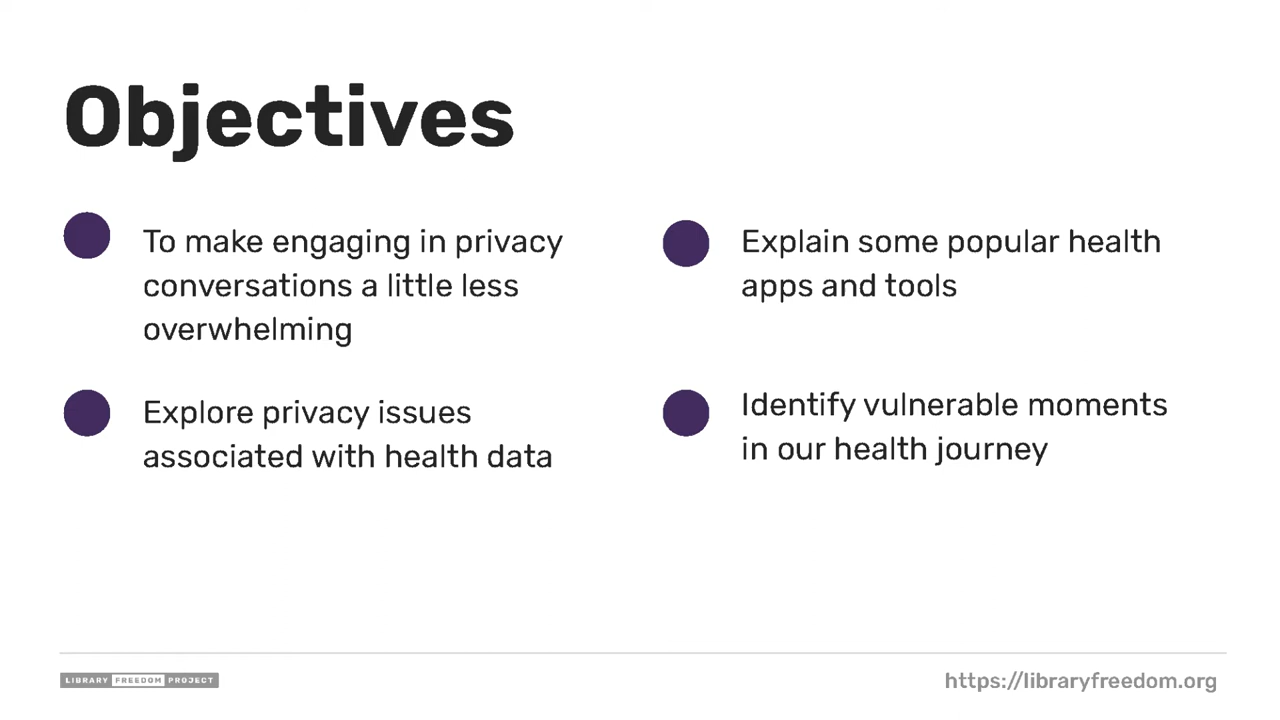 Objectives
To make engaging in privacy
conversations a little less
overwhelming
Explore privacy issues
associated with health data
Explain some popular health
apps and tools
Identify vulnerable moments
in our health journey
LIBRARY FREEDOM PROJECT
https://libraryfreedom.org